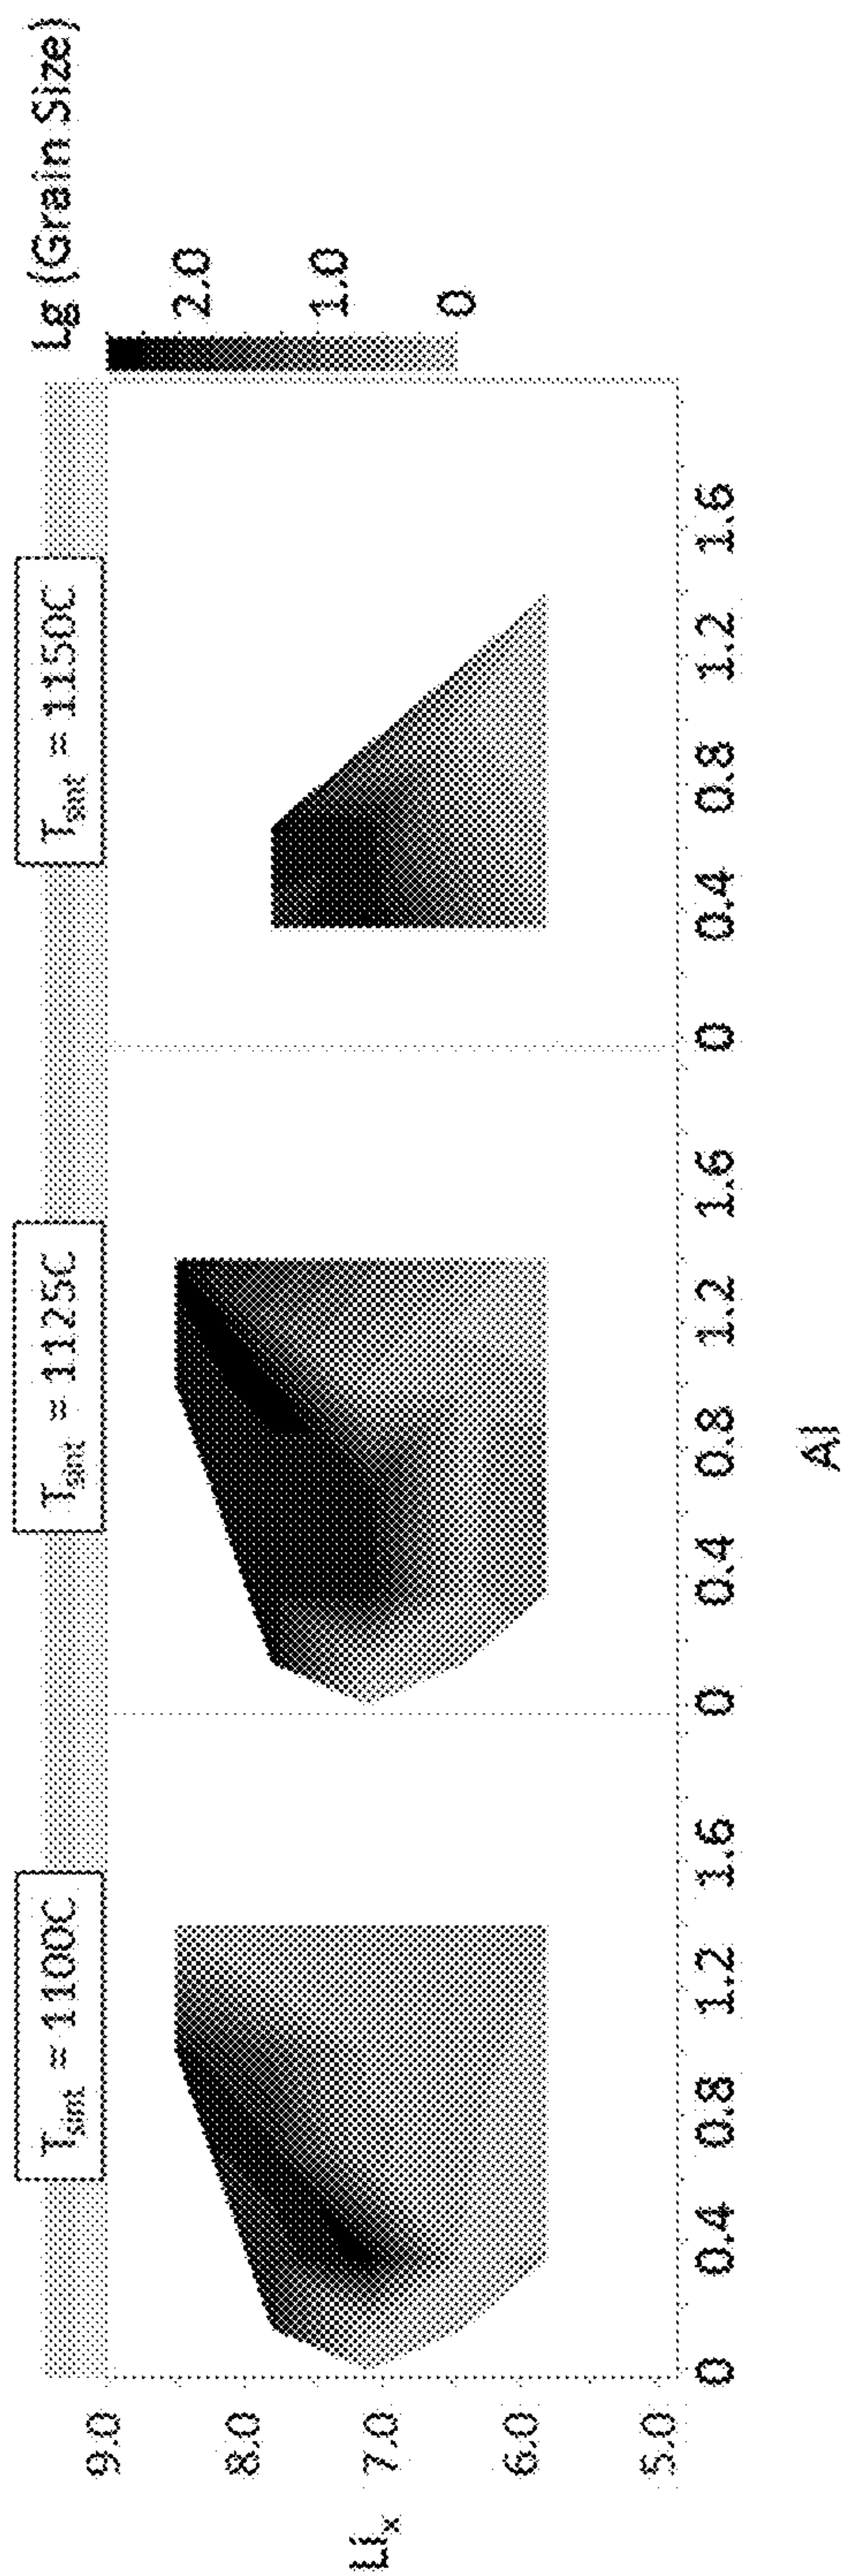 Lg (Grain Size)
T_sint = 1100C
T_sint = 1125C
T_sint = 1150C
2.0
1.0
0
Li_x
9.0
8.0
7.0
6.0
5.0
0 0.4 0.8 1.2 1.6 0 0.4 0.8 1.2 1.6 0 0.4 0.8 1.2 1.6
Al